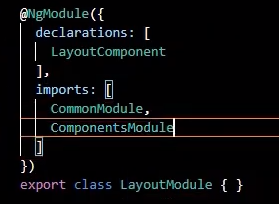 @NgModule({
declarations: [
LayoutComponent
],
imports: [
CommonModule,
ComponentsModule
]
})
export class LayoutModule { }